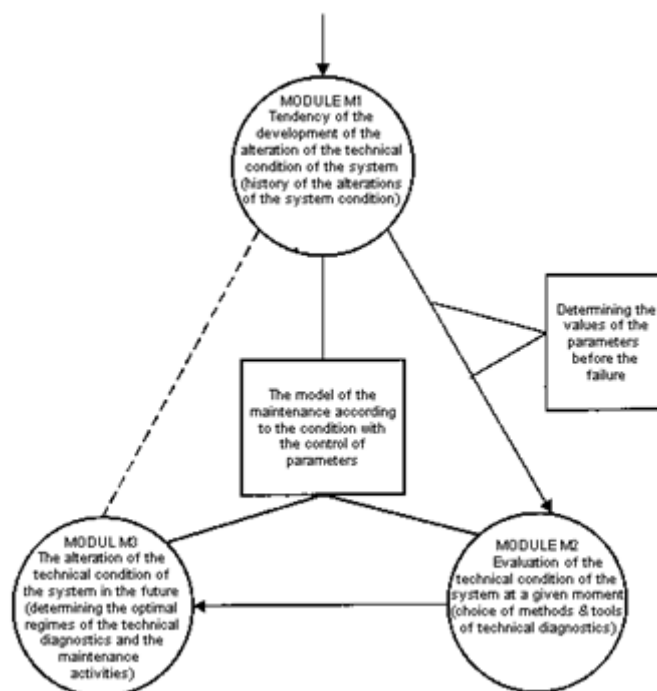 MODULE M1
Tendency of the
development of the
alteration of the technical
condition of the system
(history of the alterations
of the system condition)
Determining the
values of the
parameters
before the
failure
The model of the
maintenance according
to the condition with
the control of
parameters
MODUL M3
The alteration of the
technical condition of
the system in the future
(determining the optimal
regimes of the technical
diagnostics and the
maintenance
activities)
MODULE M2
Evaluation of the
technical condition of the
system at a given moment
(choice of methods & tools
of technical diagnostics)